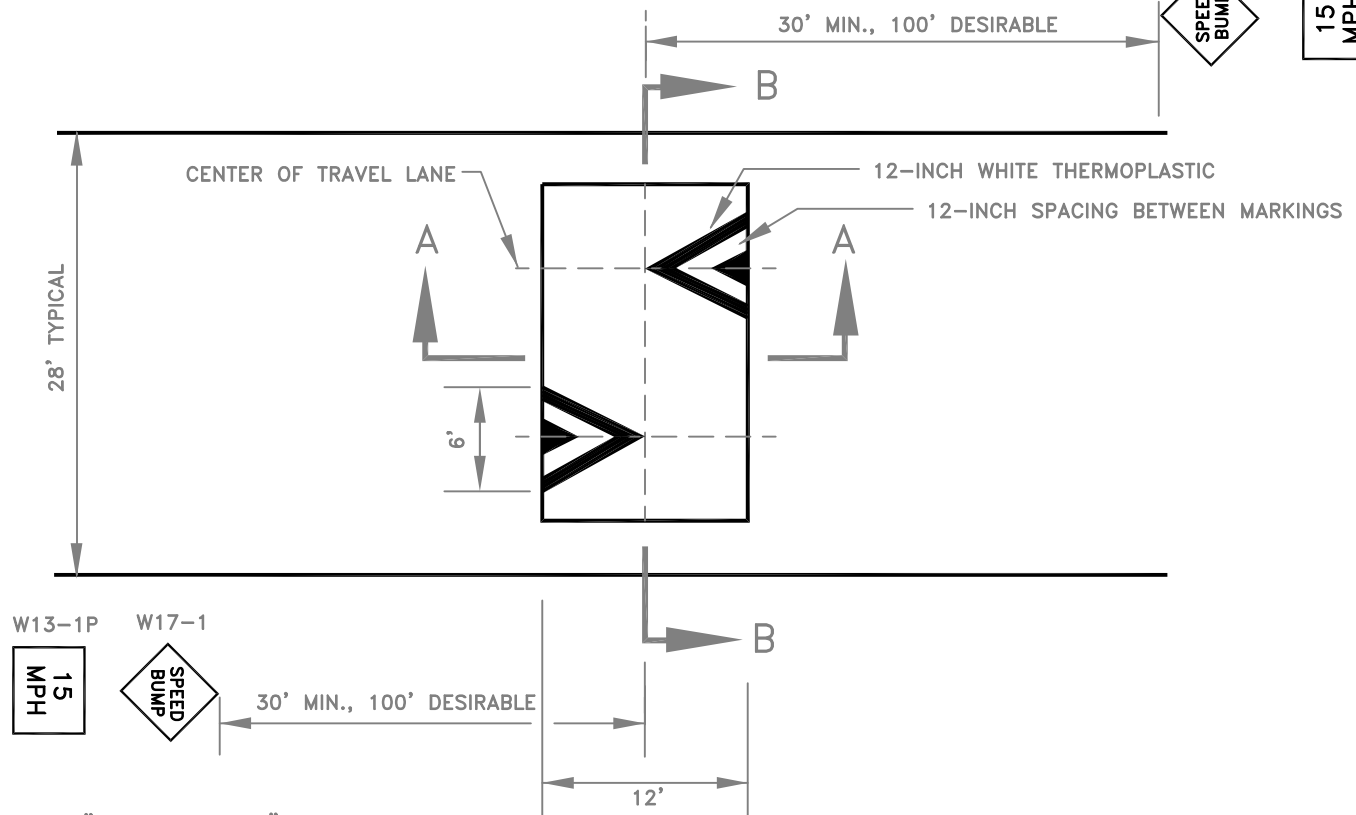 30' MIN., 100' DESIRABLE
15
B
CENTER OF TRAVEL LANE
12-INCH WHITE THERMOPLASTIC
12-INCH SPACING BETWEEN MARKINGS
A
A
28' TYPICAL
6'
W13-1P
W17-1
B
15
MPH
SPEED
BUMP
30' MIN., 100' DESIRABLE
12'